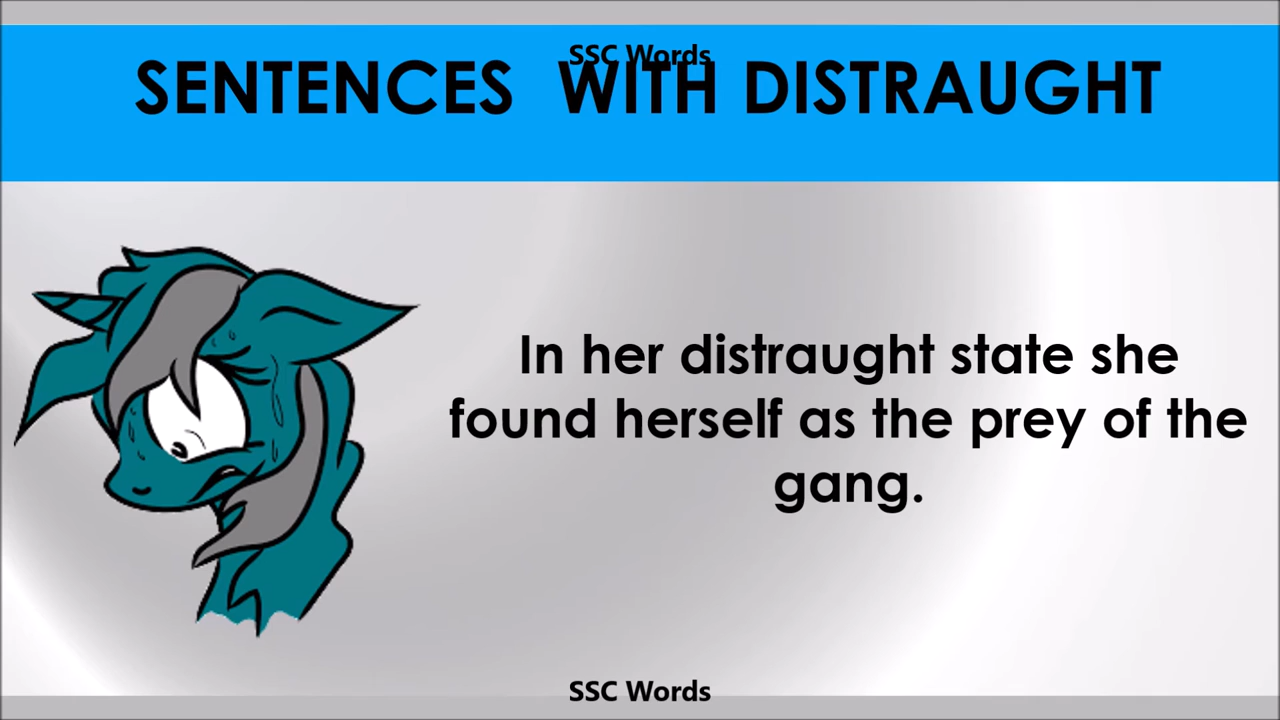 SSC Words
SENTENCES WITH DISTRAUGHT
In her distraught state she
found herself as the prey of the
gang.
SSC Words